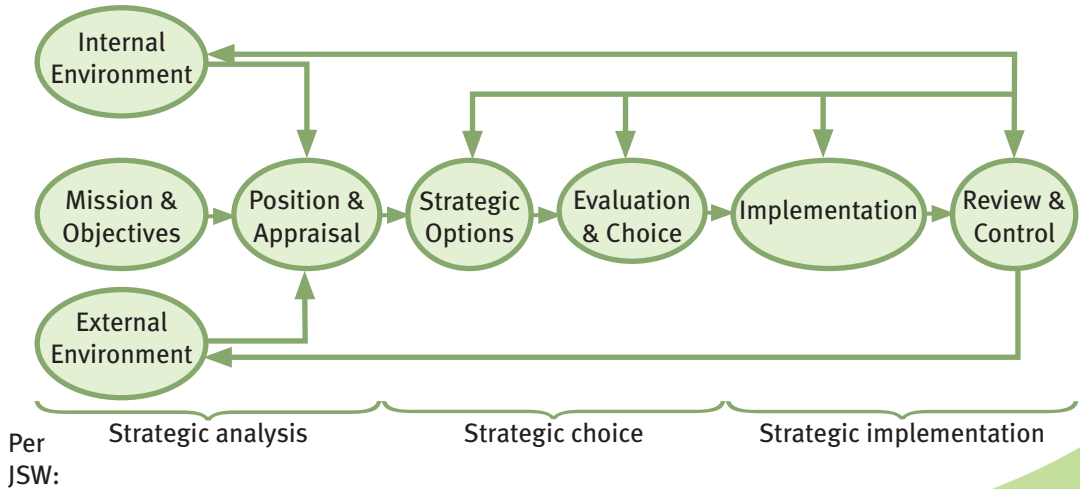 Internal
Environment
Mission &
Objectives
Position &
Appraisal
Strategic
Options
Evaluation
& Choice
Implementation
Review &
Control
External
Environment
Strategic analysis
Strategic choice
Strategic implementation
Per
JSW: